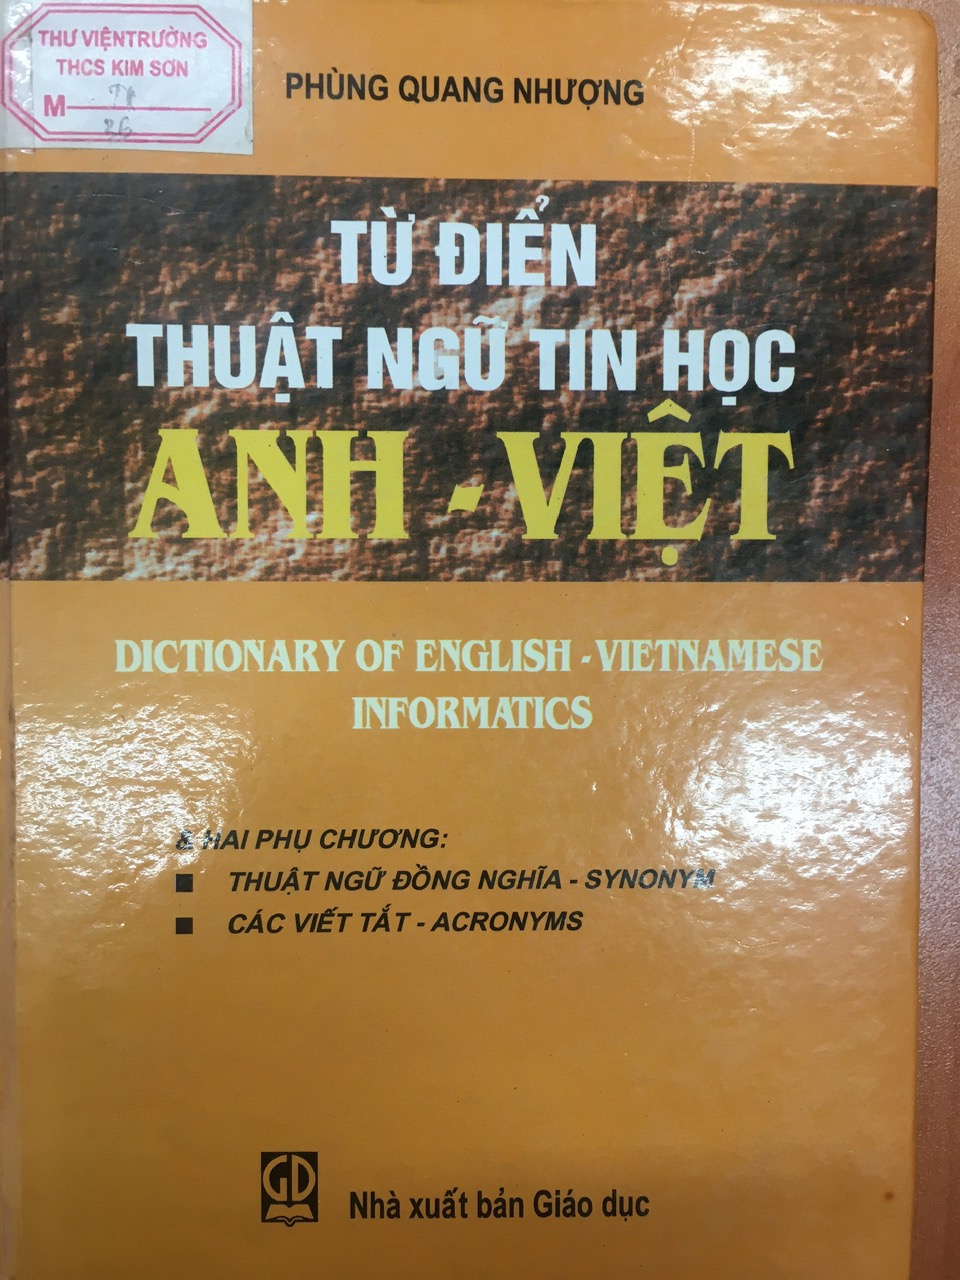 THƯ VIỆNTRƯỜNG
THCS KIM SƠN
M
36
PHÙNG QUANG NHƯỢNG
TỪ ĐIỂN
THUẬT NGỮ TIN HỌC
ANH - VIỆT
DICTIONARY OF ENGLISH - VIETNAMESE
INFORMATICS
& HAI PHỤ CHƯƠNG:
■ THUẬT NGỮ ĐỒNG NGHĨA - SYNONYM
■ CÁC VIẾT TẮT - ACRONYMS
GD
Nhà xuất bản Giáo dục